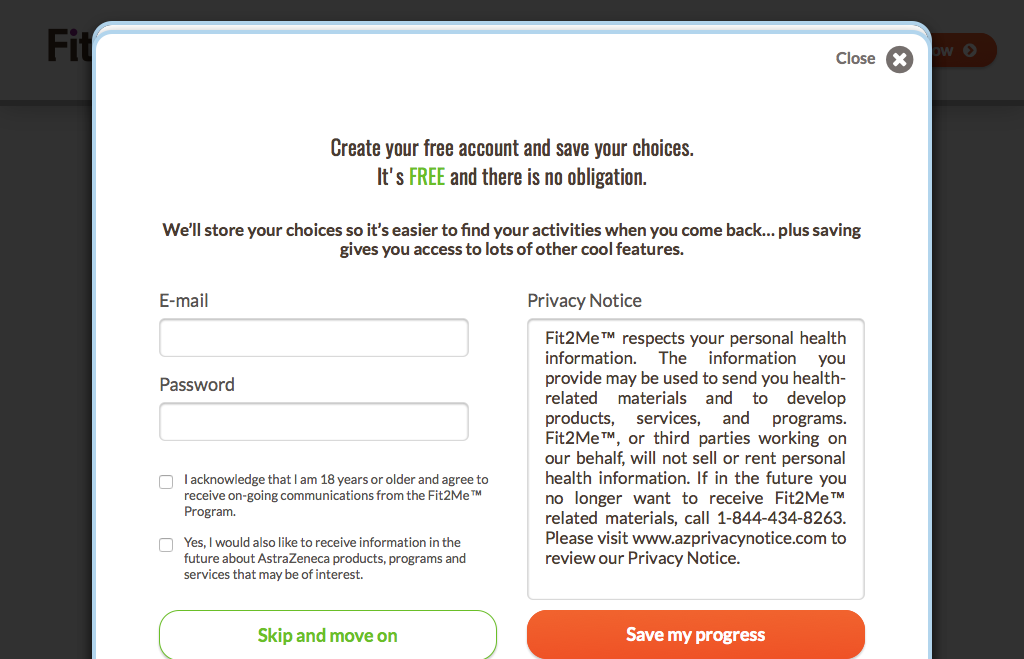 Fit
Close
ow
Create your free account and save your choices.
It's FREE and there is no obligation.
We'll store your choices so it's easier to find your activities when you come back... plus saving
gives you access to lots of other cool features.
E-mail
Password
I acknowledge that I am 18 years or older and agree to
receive on-going communications from the Fit2Me™
Program.
Yes, I would also like to receive information in the
future about AstraZeneca products, programs and
services that may be of interest.
Privacy Notice
Fit2Me™ respects your personal health
information. The information you
provide may be used to send you health-
related materials and to develop
products, services, and programs.
Fit2Me™, or third parties working on
our behalf, will not sell or rent personal
health information. If in the future you
no longer want to receive Fit2Me™
related materials, call 1-844-434-8263.
Please visit www.azprivacynotice.com to
review our Privacy Notice.
Skip and move on
Save my progress